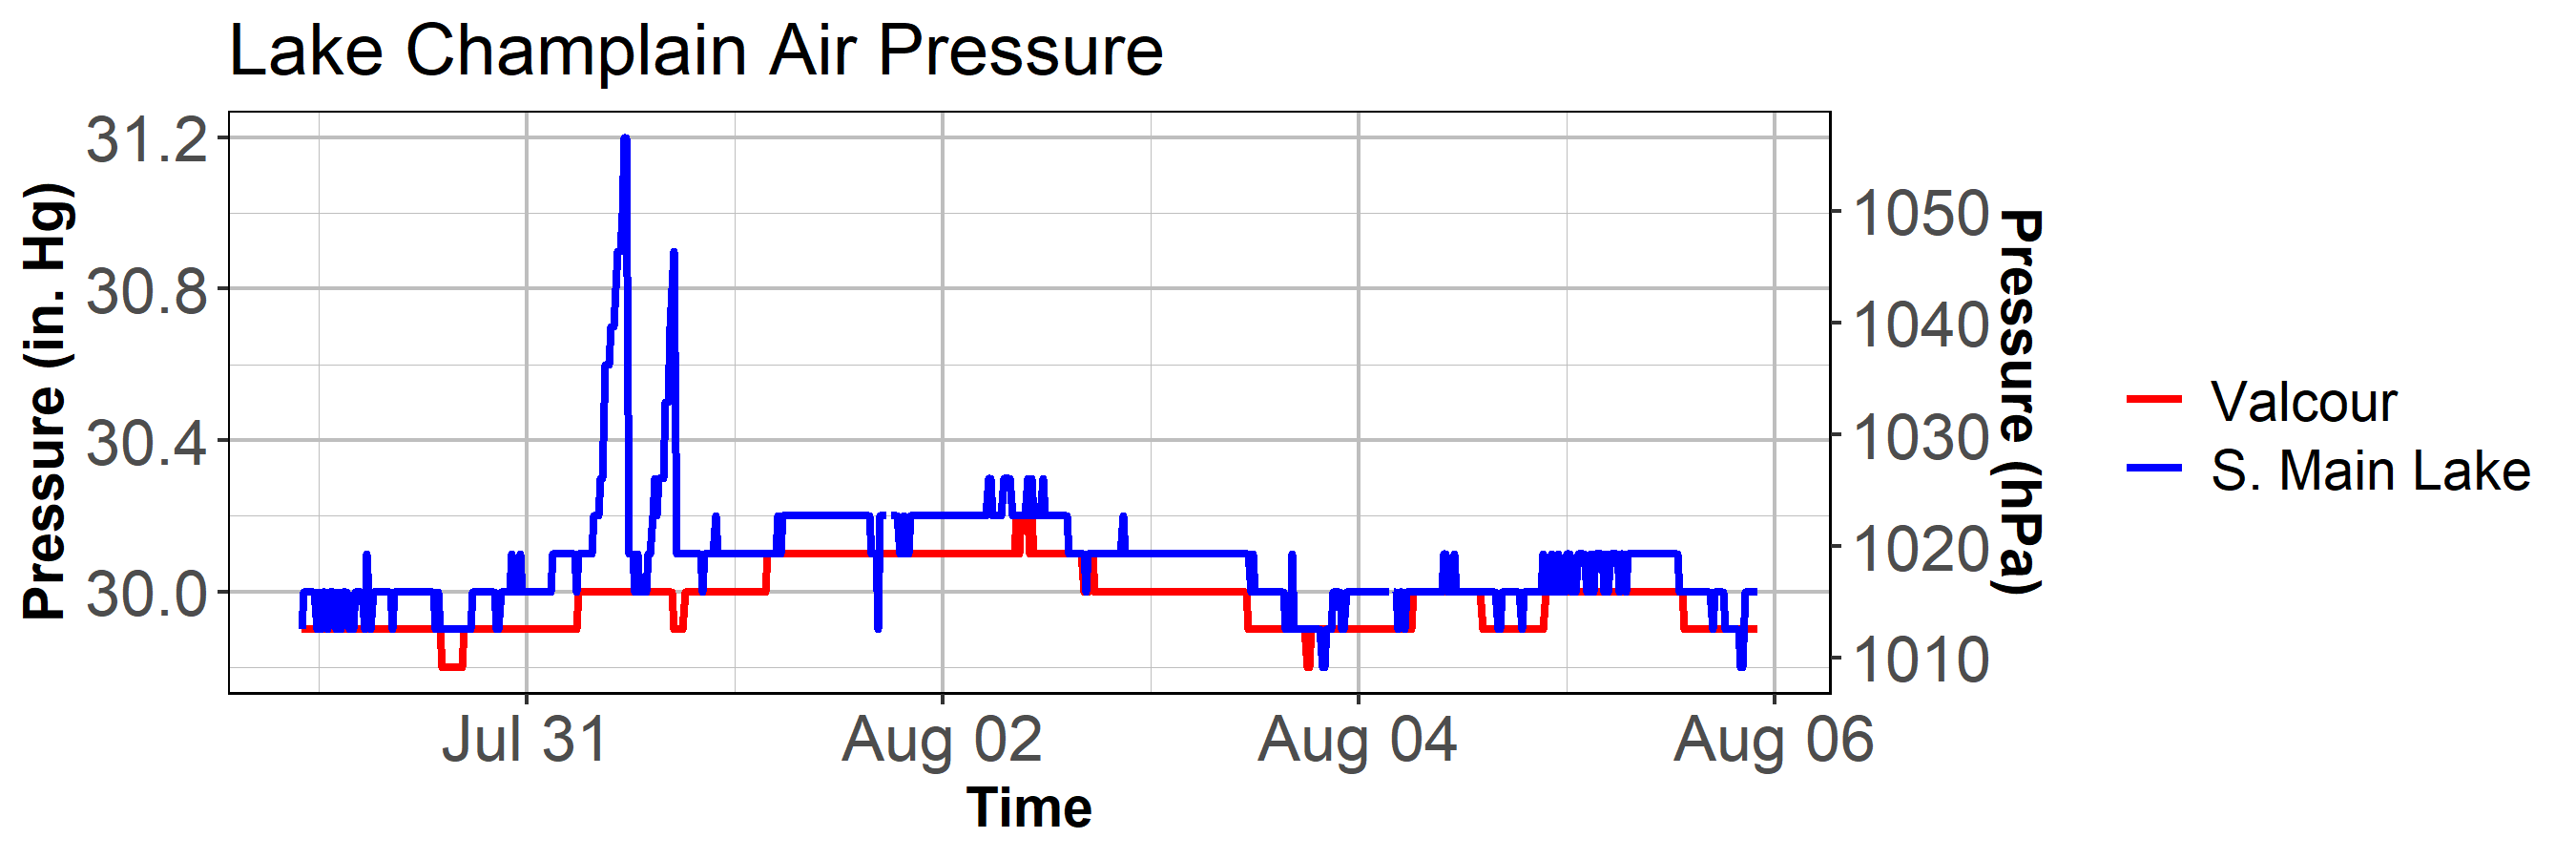 Lake Champlain Air Pressure
31.2
30.8
30.4
30.0
Pressure (in. Hg)
1050
1040
1030
1020
1010
Pressure (hPa)
Valcour
S. Main Lake
Jul 31
Aug 02
Aug 04
Aug 06
Time